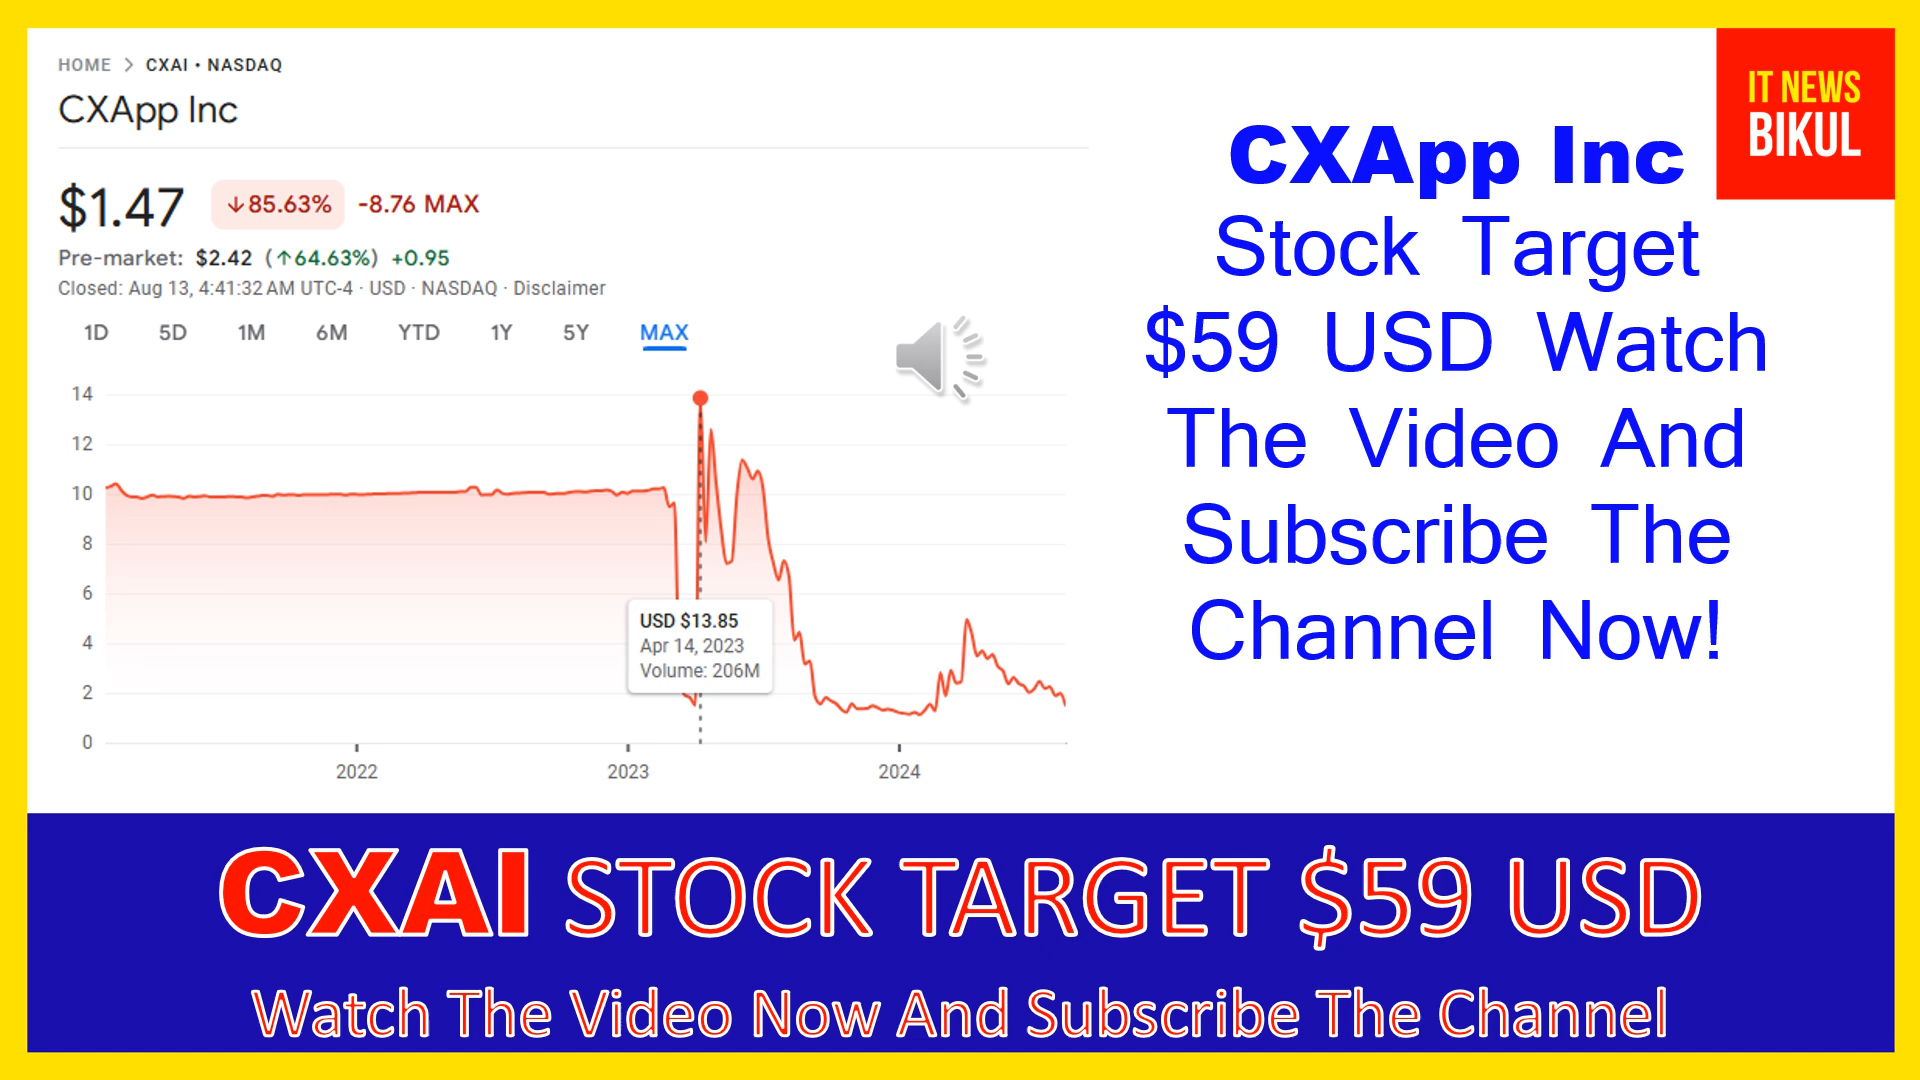 HOME > CXAI • NASDAQ
CXApp Inc
$1.47 ↓85.63% -8.76 MAX
Pre-market: $2.42 (↑64.63%) +0.95
Closed: Aug 13, 4:41:32 AM UTC-4 · USD · NASDAQ · Disclaimer
1D 5D 1M 6M YTD 1Y 5Y MAX
14
12
10
8
6
4
2
0
USD $13.85
Apr 14, 2023
Volume: 206M
2022 2023 2024
IT NEWS
BIKUL
CXApp Inc
Stock Target
$59 USD Watch
The Video And
Subscribe The
Channel Now!
CXAI STOCK TARGET $59 USD
Watch The Video Now And Subscribe The Channel